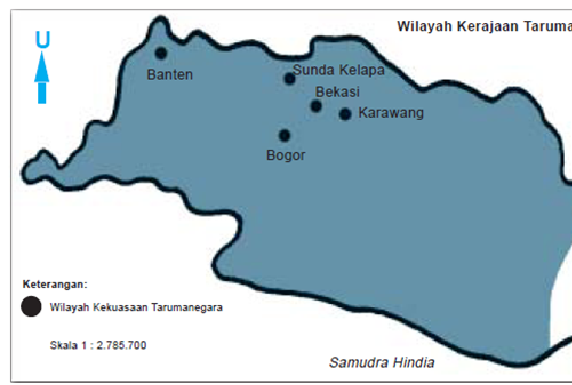 Wilayah Kerajaan Taruma
U
Banten
Sunda Kelapa
Bekasi
Karawang
Bogor
Keterangan:
Wilayah Kekuasaan Tarumanegara
Skala 1 : 2.785.700
Samudra Hindia